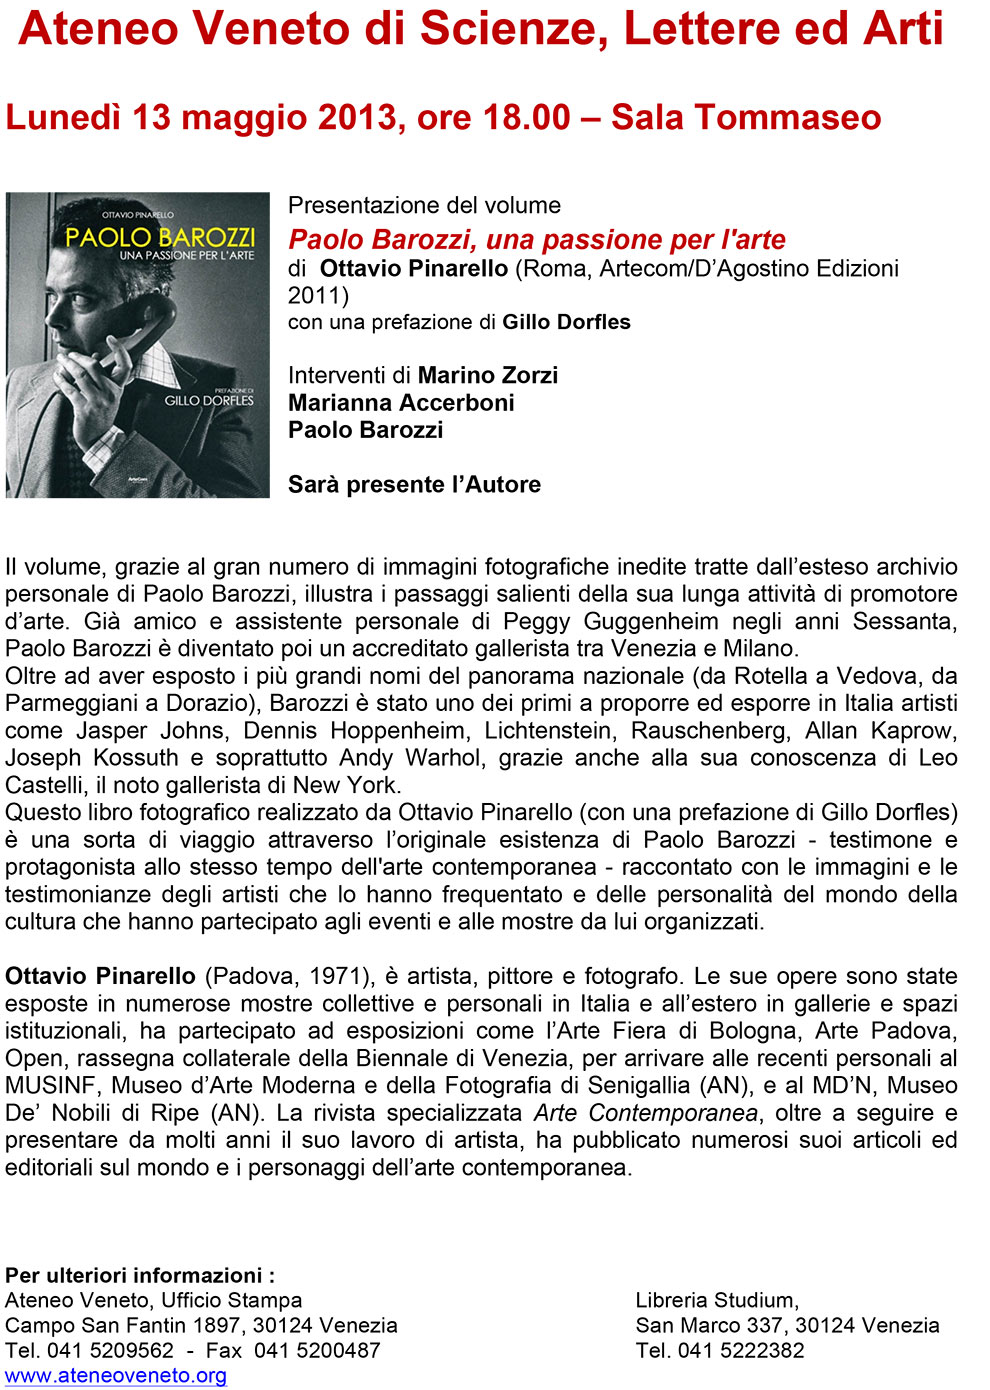 Ateneo Veneto di Scienze, Lettere ed Arti
Lunedì 13 maggio 2013, ore 18.00 – Sala Tommaseo
OTTAVIO PINARELLO
PAOLO BAROZZI
UNA PASSIONE PER L'ARTE
PREFAZIONE DI
GILLO DORFLES
ArteCom
Presentazione del volume
Paolo Barozzi, una passione per l'arte
di Ottavio Pinarello (Roma, Artecom/D’Agostino Edizioni
2011)
con una prefazione di Gillo Dorfles
Interventi di Marino Zorzi
Marianna Accerboni
Paolo Barozzi
Sarà presente l’Autore
Il volume, grazie al gran numero di immagini fotografiche inedite tratte dall’esteso archivio
personale di Paolo Barozzi, illustra i passaggi salienti della sua lunga attività di promotore
d’arte. Già amico e assistente personale di Peggy Guggenheim negli anni Sessanta,
Paolo Barozzi è diventato poi un accreditato gallerista tra Venezia e Milano.
Oltre ad aver esposto i più grandi nomi del panorama nazionale (da Rotella a Vedova, da
Parmeggiani a Dorazio), Barozzi è stato uno dei primi a proporre ed esporre in Italia artisti
come Jasper Johns, Dennis Hoppenheim, Lichtenstein, Rauschenberg, Allan Kaprow,
Joseph Kossuth e soprattutto Andy Warhol, grazie anche alla sua conoscenza di Leo
Castelli, il noto gallerista di New York.
Questo libro fotografico realizzato da Ottavio Pinarello (con una prefazione di Gillo Dorfles)
è una sorta di viaggio attraverso l’originale esistenza di Paolo Barozzi - testimone e
protagonista allo stesso tempo dell'arte contemporanea - raccontato con le immagini e le
testimonianze degli artisti che lo hanno frequentato e delle personalità del mondo della
cultura che hanno partecipato agli eventi e alle mostre da lui organizzati.
Ottavio Pinarello (Padova, 1971), è artista, pittore e fotografo. Le sue opere sono state
esposte in numerose mostre collettive e personali in Italia e all’estero in gallerie e spazi
istituzionali, ha partecipato ad esposizioni come l’Arte Fiera di Bologna, Arte Padova,
Open, rassegna collaterale della Biennale di Venezia, per arrivare alle recenti personali al
MUSINF, Museo d’Arte Moderna e della Fotografia di Senigallia (AN), e al MD’N, Museo
De’ Nobili di Ripe (AN). La rivista specializzata Arte Contemporanea, oltre a seguire e
presentare da molti anni il suo lavoro di artista, ha pubblicato numerosi suoi articoli ed
editoriali sul mondo e i personaggi dell’arte contemporanea.
Per ulteriori informazioni :
Ateneo Veneto, Ufficio Stampa
Campo San Fantin 1897, 30124 Venezia
Tel. 041 5209562 - Fax 041 5200487
www.ateneoveneto.org
Libreria Studium,
San Marco 337, 30124 Venezia
Tel. 041 5222382